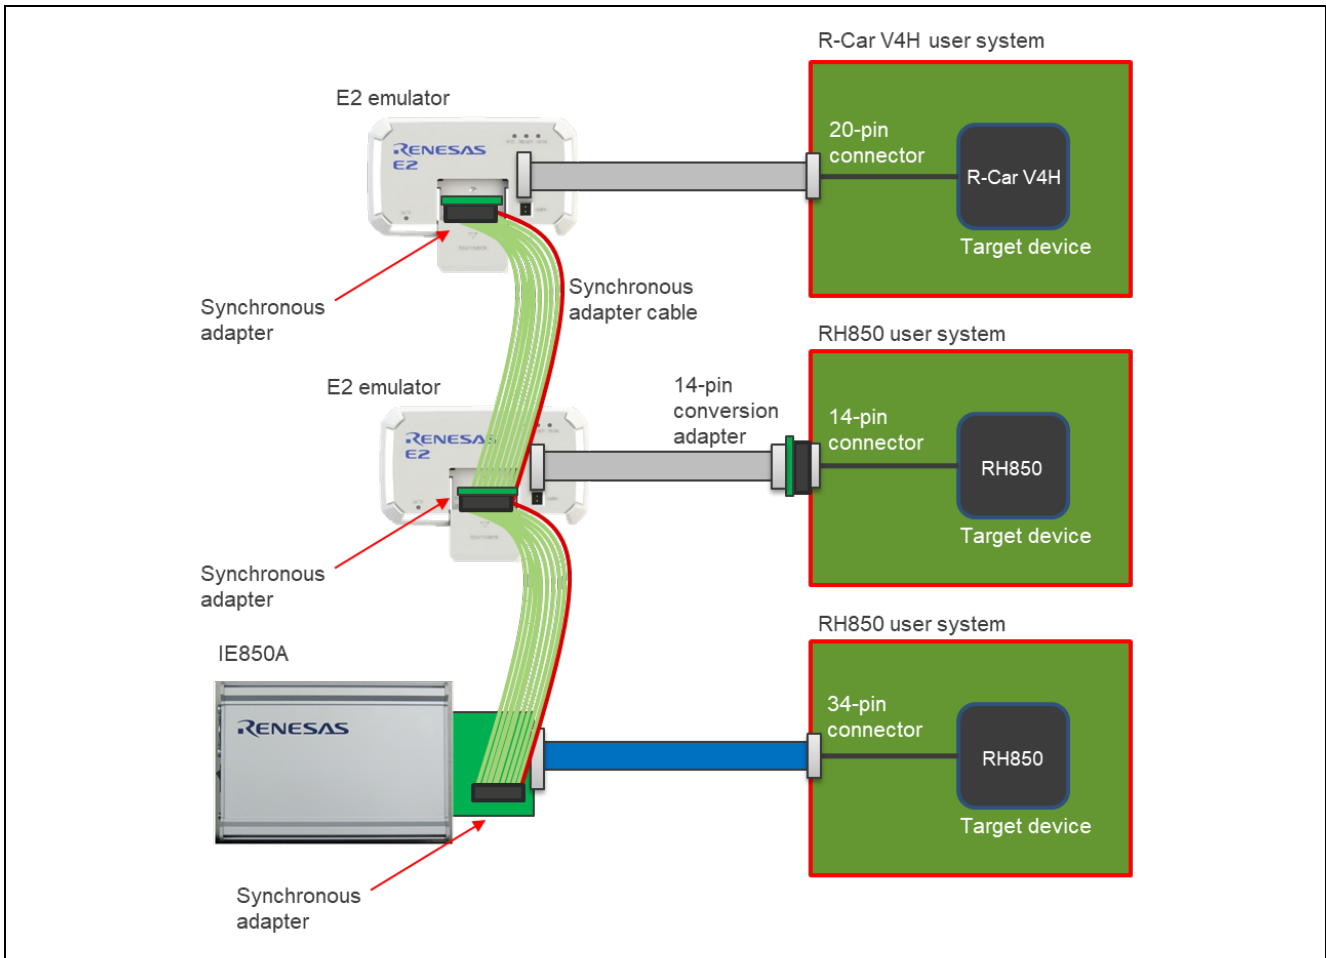 R-Car V4H user system
E2 emulator
RENESAS
E2
20-pin
connector
R-Car V4H
Target device
Synchronous
adapter
Synchronous
adapter cable
RH850 user system
E2 emulator
14-pin
conversion
adapter
RENESAS
E2
14-pin
connector
RH850
Target device
Synchronous
adapter
RH850 user system
IE850A
RENESAS
34-pin
connector
RH850
Target device
Synchronous
adapter